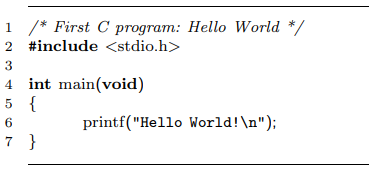 1 /* First C program: Hello World */
2 #include <stdio.h>
3
4 int main(void)
5 {
6 printf("Hello World!\n");
7 }